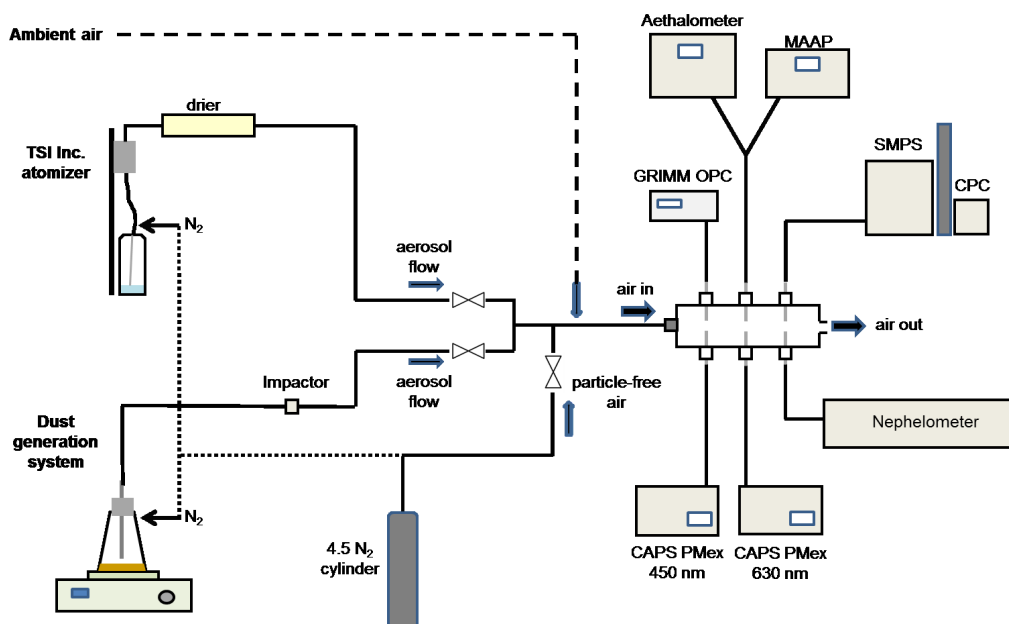 Aethalometer
Ambient air
MAAP
drier
TSI Inc.
atomizer
SMPS
GRIMM OPC
CPC
N2
aerosol
flow
air in
air out
Impactor
aerosol
flow
particle-free
air
Dust
generation
system
Nephelometer
N2
4.5 N2
cylinder
CAPS PMex
450 nm
CAPS PMex
630 nm